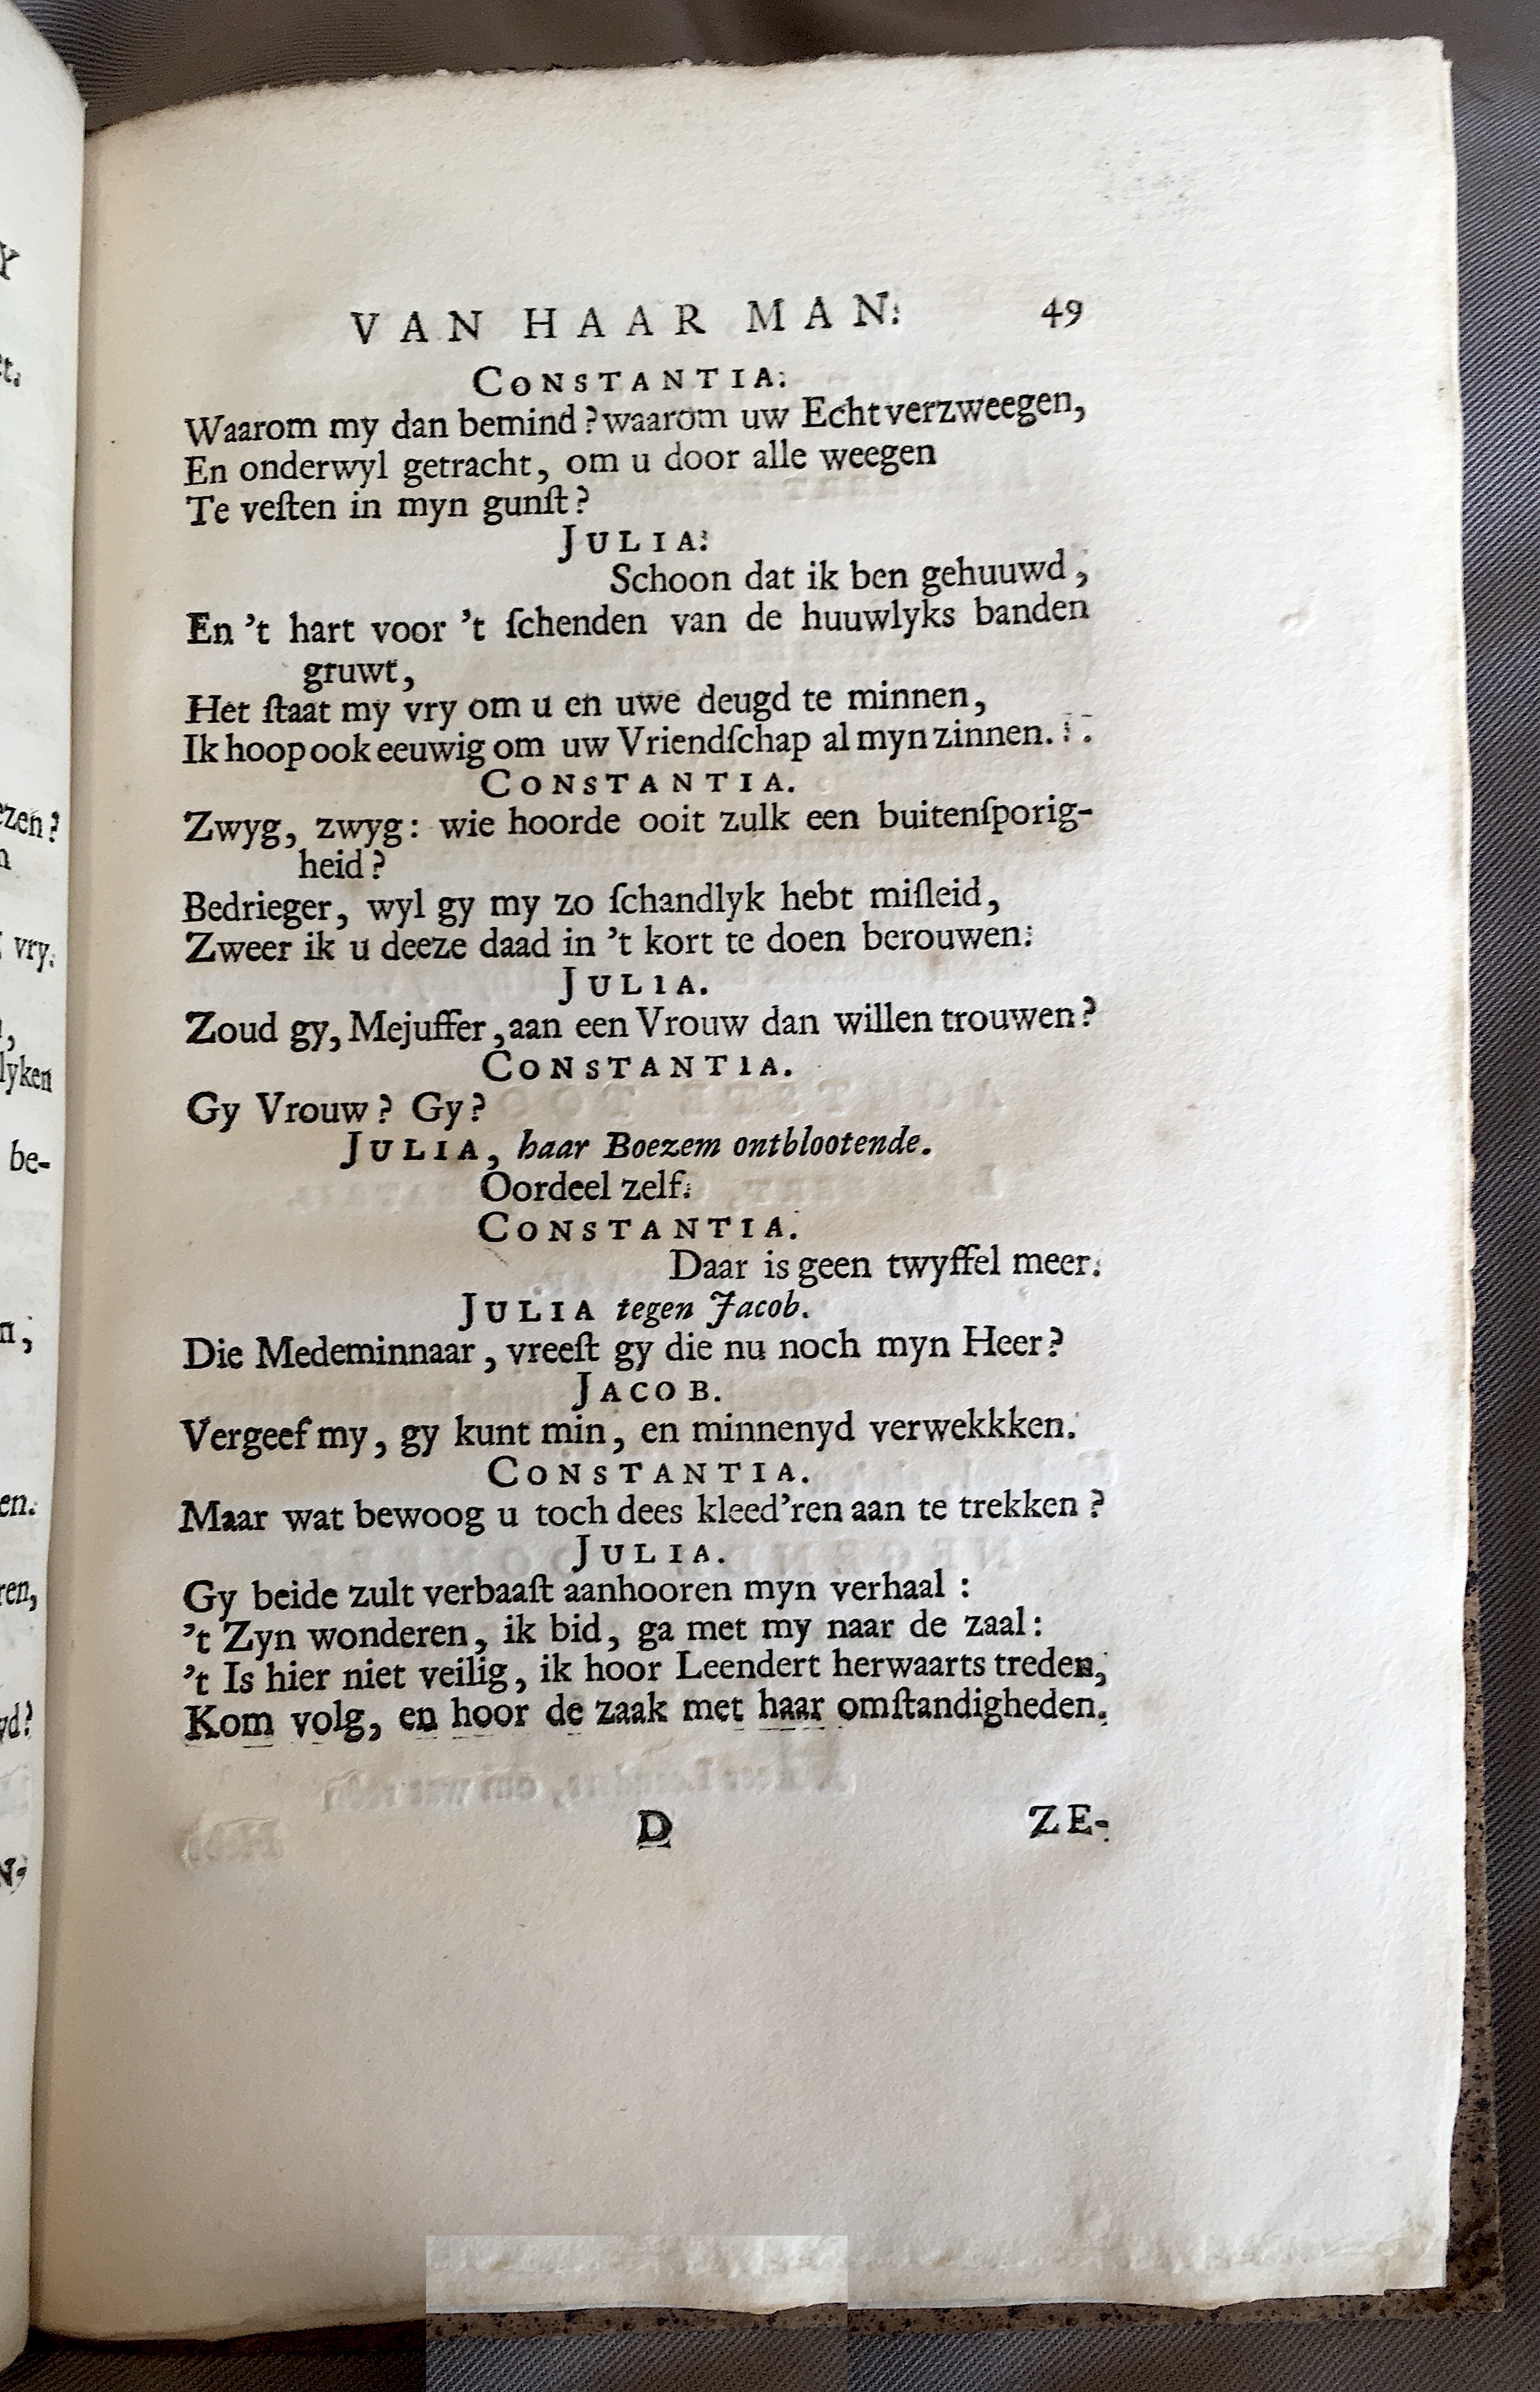 VAN HAAR MAN: 49
CONSTANTIA:
Waarom my dan bemind? waarom uw Echt verzweegen,
En onderwyl getracht, om u door alle weegen
Te veſten in myn gunſt?
JULIA:
Schoon dat ik ben gehuuwd,
En 't hart voor 't ſchenden van de huuwlyks banden
gruwt,
Het ſtaat my vry om u en uwe deugd te minnen,
Ik hoop ook eeuwig om uw Vriendſchap al myn zinnen. : .
CONSTANTIA.
Zwyg, zwyg: wie hoorde ooit zulk een buitenſporig-
heid?
Bedrieger, wyl gy my zo ſchandlyk hebt miſleid,
Zweer ik u deeze daad in 't kort te doen berouwen:
JULIA.
Zoud gy, Mejuffer, aan een Vrouw dan willen trouwen?
CONSTANTIA.
Gy Vrouw? Gy?
JULIA, haar Boezem ontblootende.
Oordeel zelf.
CONSTANTIA.
Daar is geen twyffel meer.
JULIA tegen Jacob.
Die Medeminnaar, vreeſt gy die nu noch myn Heer?
JACOB.
Vergeef my, gy kunt min, en minnenyd verwekkken.
CONSTANTIA.
Maar wat bewoog u toch dees kleed'ren aan te trekken?
JULIA.
Gy beide zult verbaaſt aanhooren myn verhaal:
't Zyn wonderen, ik bid, ga met my naar de zaal:
't Is hier niet veilig, ik hoor Leendert herwaarts treden,
Kom volg, en hoor de zaak met haar omſtandigheden.
D ZE-